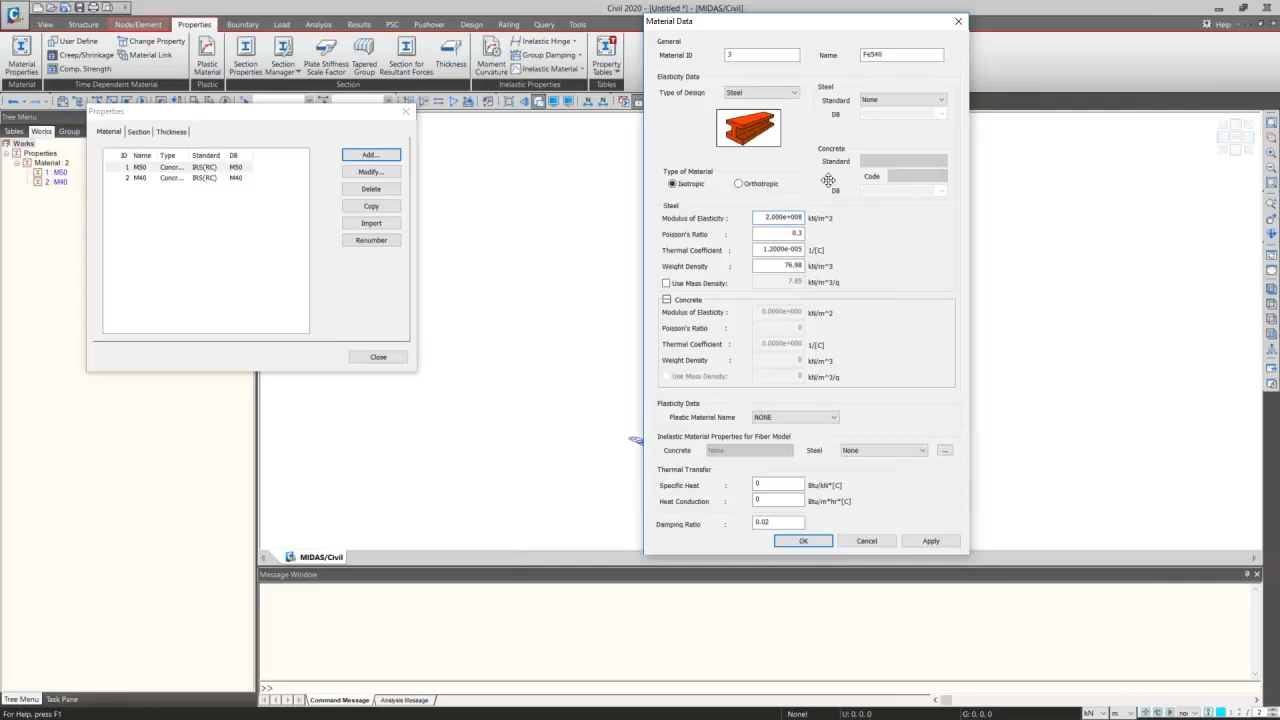 Civil 2020 - [Untitled *] - [MIDAS/Civil]
View Structure Node/Element Properties Boundary Load Analysis Results PSC Pushover Design Rating Query Tools Help
Material Properties
User Define
Creep/Shrinkage
Comp. Strength
Change Property
Material Link
Plastic Material
Section Properties
Section Manager
Plate Stiffness Scale Factor
Tapered Group
Section for Resultant Forces
Thickness
Moment Curvature
Inelastic Hinge
Group Damping
Inelastic Material
Property Tables
Material Time Dependent Material Plastic Section Inelastic Properties Tables
Tree Menu
Tables Works Group
Works
Properties
Material : 2
1 : M50
2 : M40
Properties
Material Section Thickness
ID Name Type Standard DB
1 M50 Concr... IRS(RC) M50
2 M40 Concr... IRS(RC) M40
Add...
Modify...
Delete
Copy
Import
Renumber
Close
Material Data
General
Material ID 3 Name Fe540
Elasticity Data
Type of Design Steel
Steel
Standard None
DB
Concrete
Standard
Code
DB
Type of Material
Isotropic Orthotropic
Steel
Modulus of Elasticity : 2.000e+008 kN/m^2
Poisson's Ratio : 0.3
Thermal Coefficient : 1.2000e-005 1/[C]
Weight Density : 76.98 kN/m^3
Use Mass Density: 7.85 kN/m^3/g
Concrete
Modulus of Elasticity : 0.0000e+000 kN/m^2
Poisson's Ratio : 0
Thermal Coefficient : 0.0000e+000 1/[C]
Weight Density : 0 kN/m^3
Use Mass Density: 0 kN/m^3/g
Plasticity Data
Plastic Material Name NONE
Inelastic Material Properties for Fiber Model
Concrete None Steel None ...
Thermal Transfer
Specific Heat : 0 Btu/kN*[C]
Heat Conduction : 0 Btu/m*hr*[C]
Damping Ratio : 0.02
OK Cancel Apply
MIDAS/Civil
Message Window
>>
Tree Menu Task Pane
Command Message Analysis Message
For Help, press F1
None! U: 0, 0, 0 G: 0, 0, 0 kN m non 1 / 2